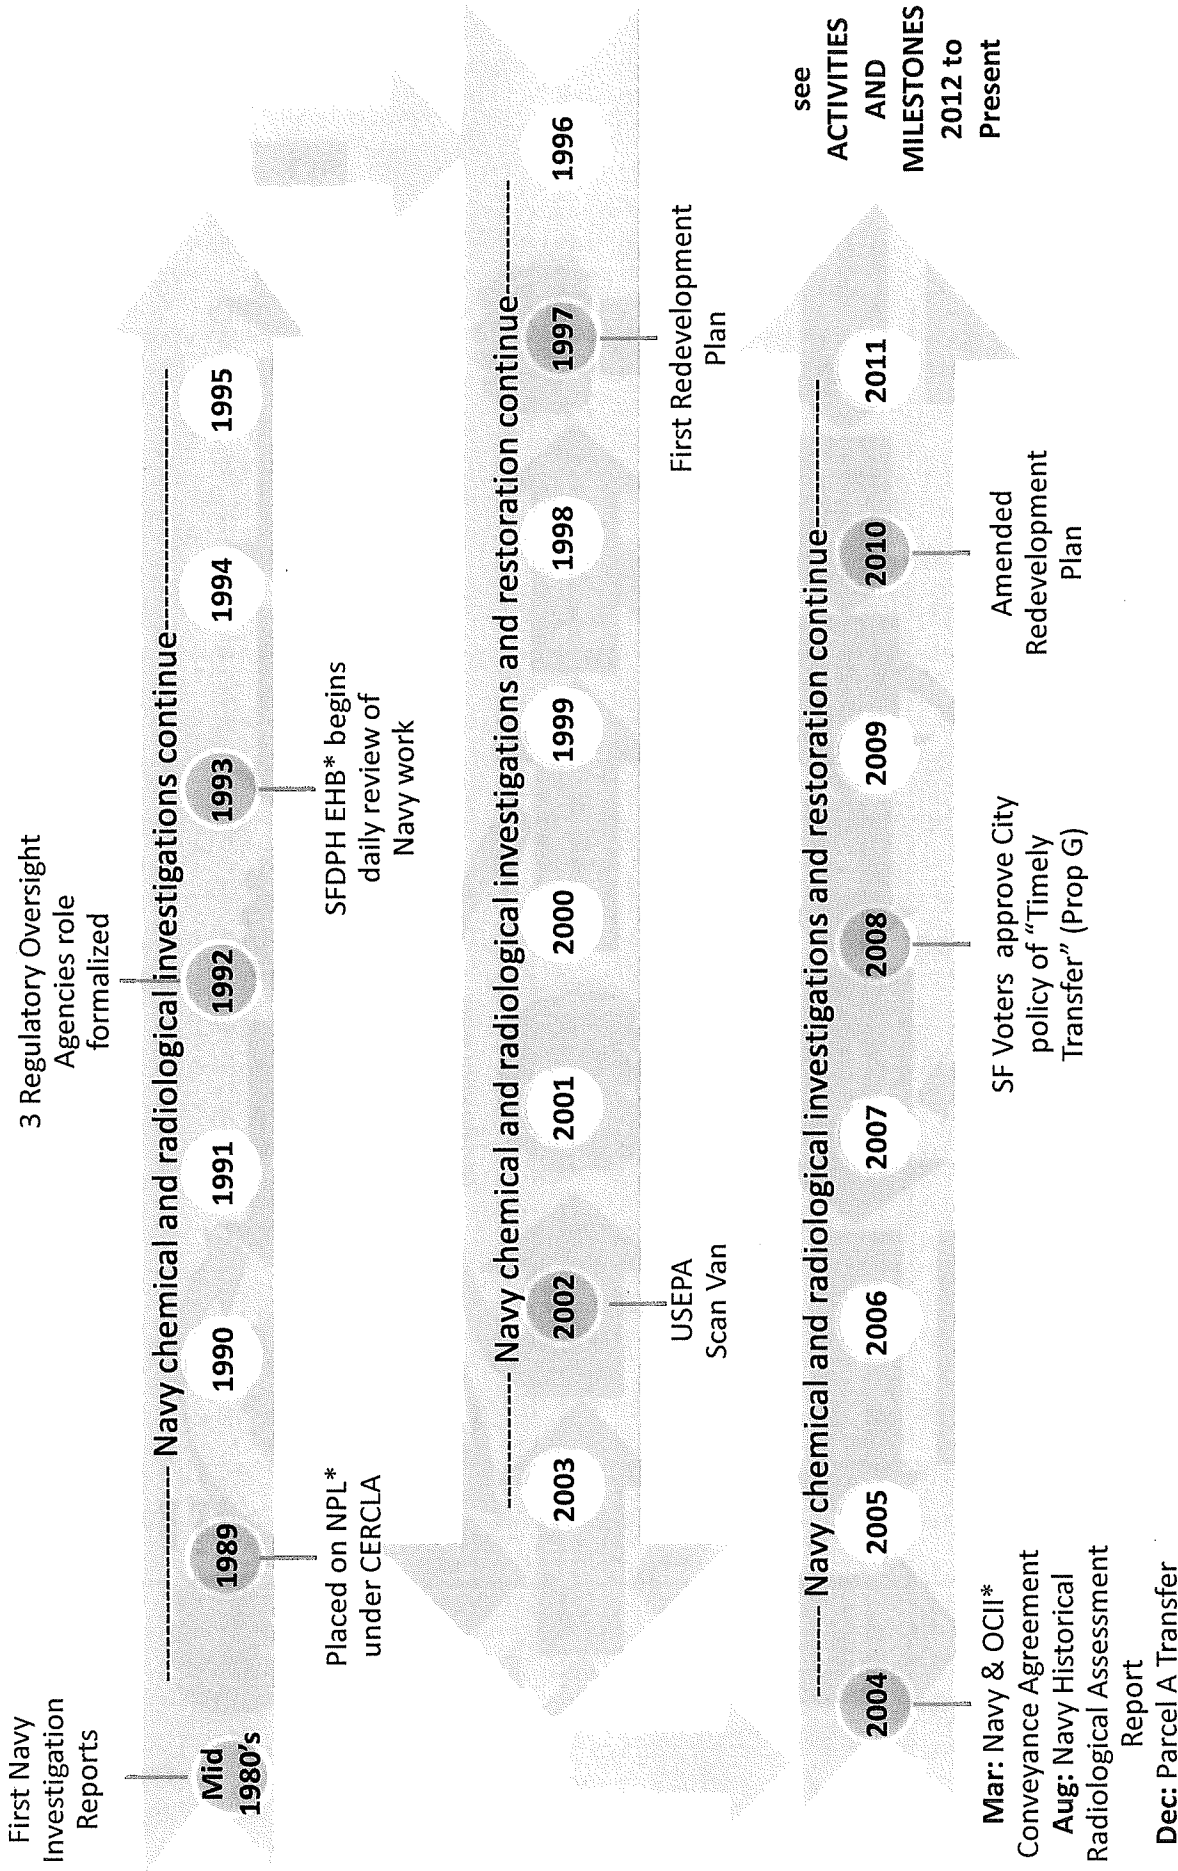 First Navy
Investigation
Reports
3 Regulatory Oversight
Agencies role
formalized
--------------------Navy chemical and radiological investigations continue------------------------
Mid
1980's
1989
1990
1991
1992
1993
1994
1995
Placed on NPL*
under CERCLA
SFDPH EHB* begins
daily review of
Navy work
----------Navy chemical and radiological investigations and restoration continue----------
2003
2002
2001
2000
1999
1998
1997
1996
USEPA
Scan Van
First Redevelopment
Plan
--------Navy chemical and radiological investigations and restoration continue-------------
2004
2005
2006
2007
2008
2009
2010
2011
Mar: Navy & OCII*
Conveyance Agreement
Aug: Navy Historical
Radiological Assessment
Report
Dec: Parcel A Transfer
SF Voters approve City
policy of “Timely
Transfer” (Prop G)
Amended
Redevelopment
Plan
see
ACTIVITIES
AND
MILESTONES
2012 to
Present